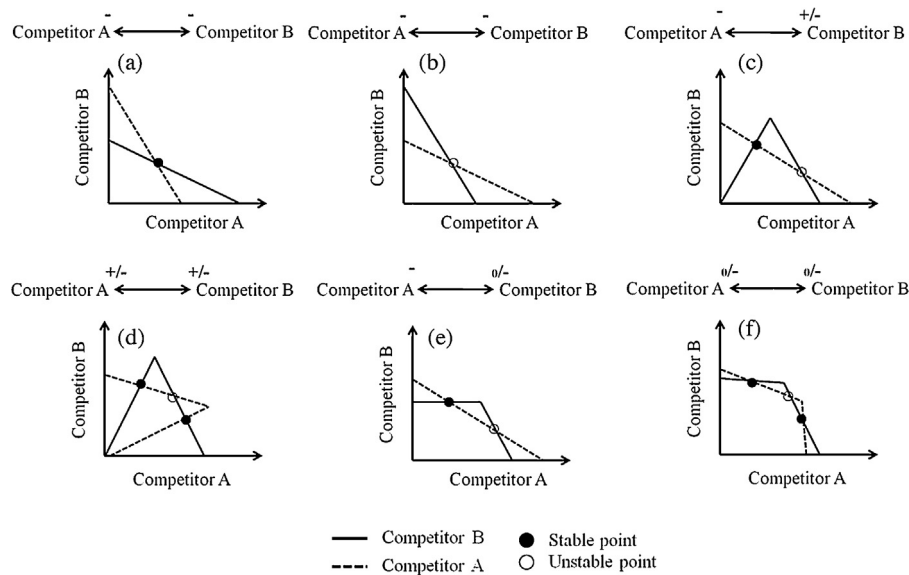 - - - - - +/-
Competitor A Competitor B Competitor A Competitor B Competitor A Competitor B
(a) (b) (c)
Competitor B Competitor B Competitor B
Competitor A Competitor A Competitor A
+/- +/- - 0/- 0/- 0/-
Competitor A Competitor B Competitor A Competitor B Competitor A Competitor B
(d) (e) (f)
Competitor B Competitor B Competitor B
Competitor A Competitor A Competitor A
Competitor B Stable point
Competitor A Unstable point